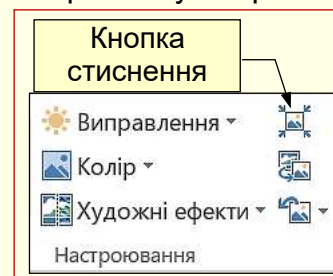 Кнопка
стиснення
Виправлення
Колір
Художні ефекти
Настроювання